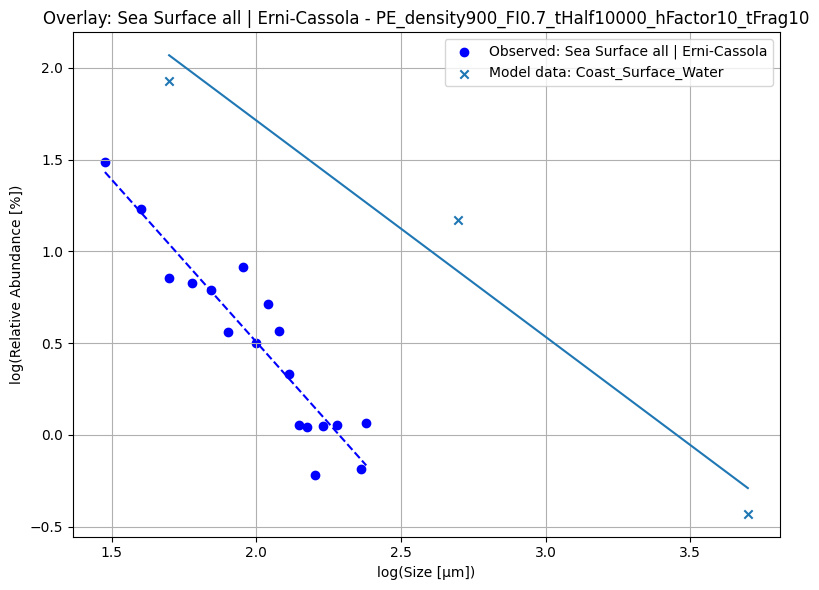 Overlay: Sea Surface all | Erni-Cassola - PE_density900_FI0.7_tHalf10000_hFactor10_tFrag10
Observed: Sea Surface all | Erni-Cassola
Model data: Coast_Surface_Water
log(Relative Abundance [%])
2.0
1.5
1.0
0.5
0.0
−0.5
1.5
2.0
2.5
3.0
3.5
log(Size [μm])